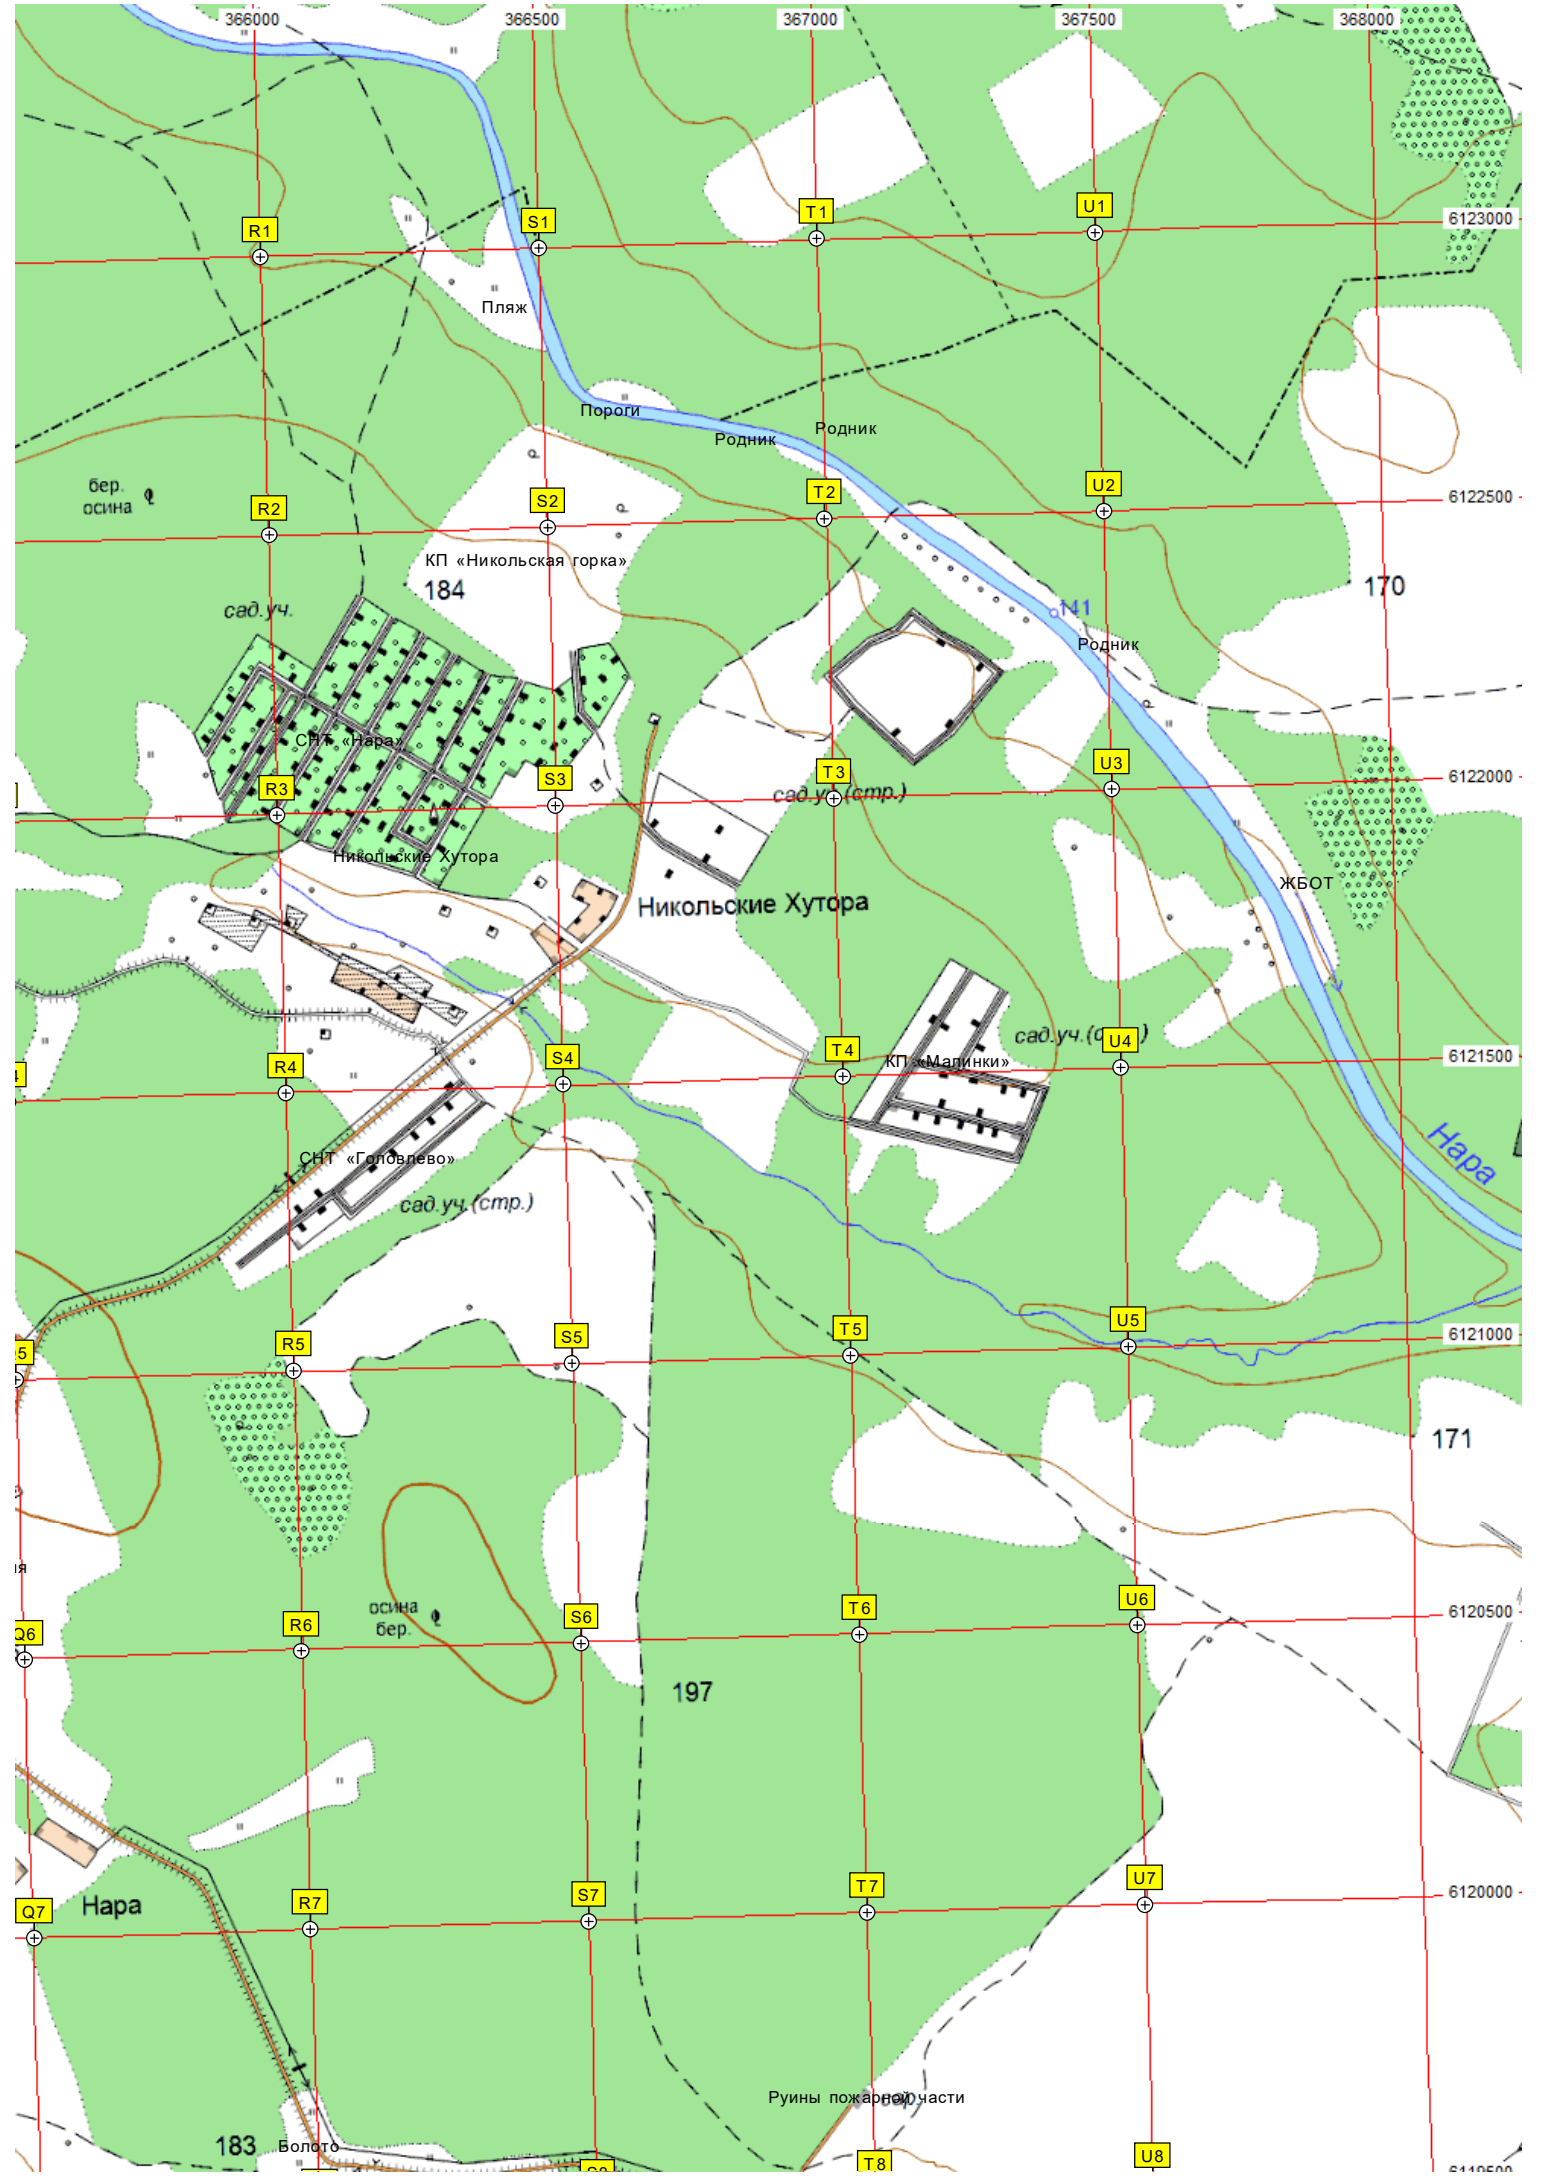 366000 366500 367000 367500 368000
R1 S1 T1 U1 6123000
Пляж
Пороги
Родник Родник
бер.
осина
R2 S2 T2 U2 6122500
КП «Никольская горка»
184 170
сад.уч. 141
Родник
СНТ «Нара»
R3 S3 T3 U3 6122000
сад.уч.(стр.)
Никольские Хутора ЖБОТ
Никольские Хутора
сад.уч.
R4 S4 T4 U4 6121500
КП «Малинки»
Нара
СНТ «Головлево»
сад.уч.(стр.)
R5 S5 T5 U5 6121000
171
осина
бер.
Q6 R6 S6 T6 U6 6120500
197
Нара
Q7 R7 S7 T7 U7 6120000
Руины пожарной части
183 Болото
T8 U8